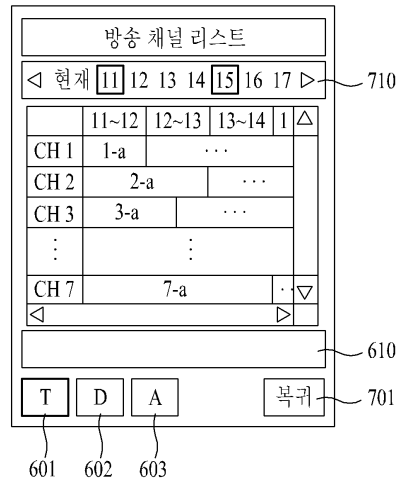 방송 채널 리스트
◁ 현재 11 12 13 14 15 16 17 ▷ 710
11~12 12~13 13~14 1 △
CH 1 1-a ···
CH 2 2-a ···
CH 3 3-a ···
⋮ ⋮
CH 7 7-a ·· ▽
◁ ▷
610
T D A 복귀 701
601 602 603